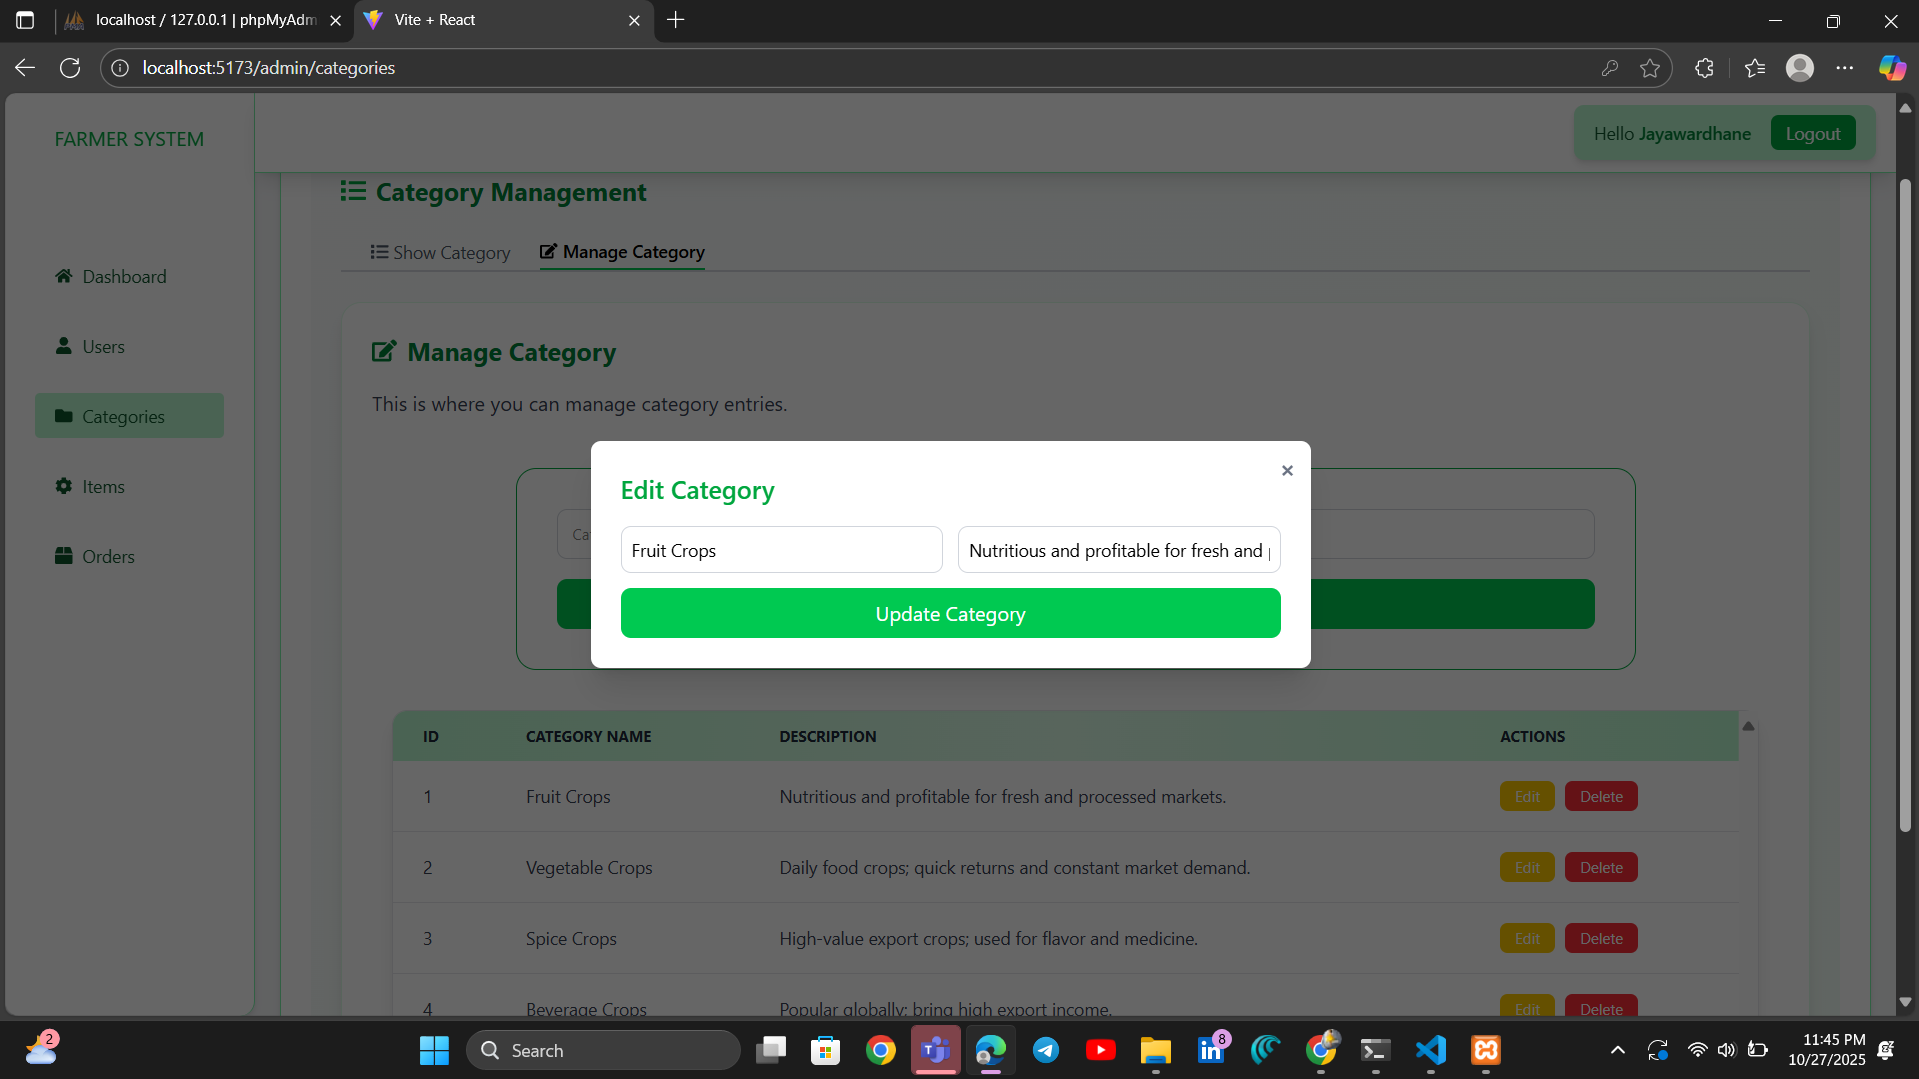 localhost / 127.0.0.1 | phpMyAdm
Vite + React
localhost:5173/admin/categories
FARMER SYSTEM
Hello Jayawardhane
Logout
Category Management
Show Category
Manage Category
Dashboard
Users
Categories
Items
Orders
Manage Category
This is where you can manage category entries.
Edit Category
Ca
Fruit Crops
Nutritious and profitable for fresh and
Update Category
ID CATEGORY NAME DESCRIPTION ACTIONS
1 Fruit Crops Nutritious and profitable for fresh and processed markets. Edit Delete
2 Vegetable Crops Daily food crops; quick returns and constant market demand. Edit Delete
3 Spice Crops High-value export crops; used for flavor and medicine. Edit Delete
4 Beverage Crops Popular globally; bring high export income. Edit Delete
2
Search
8
11:45 PM
10/27/2025